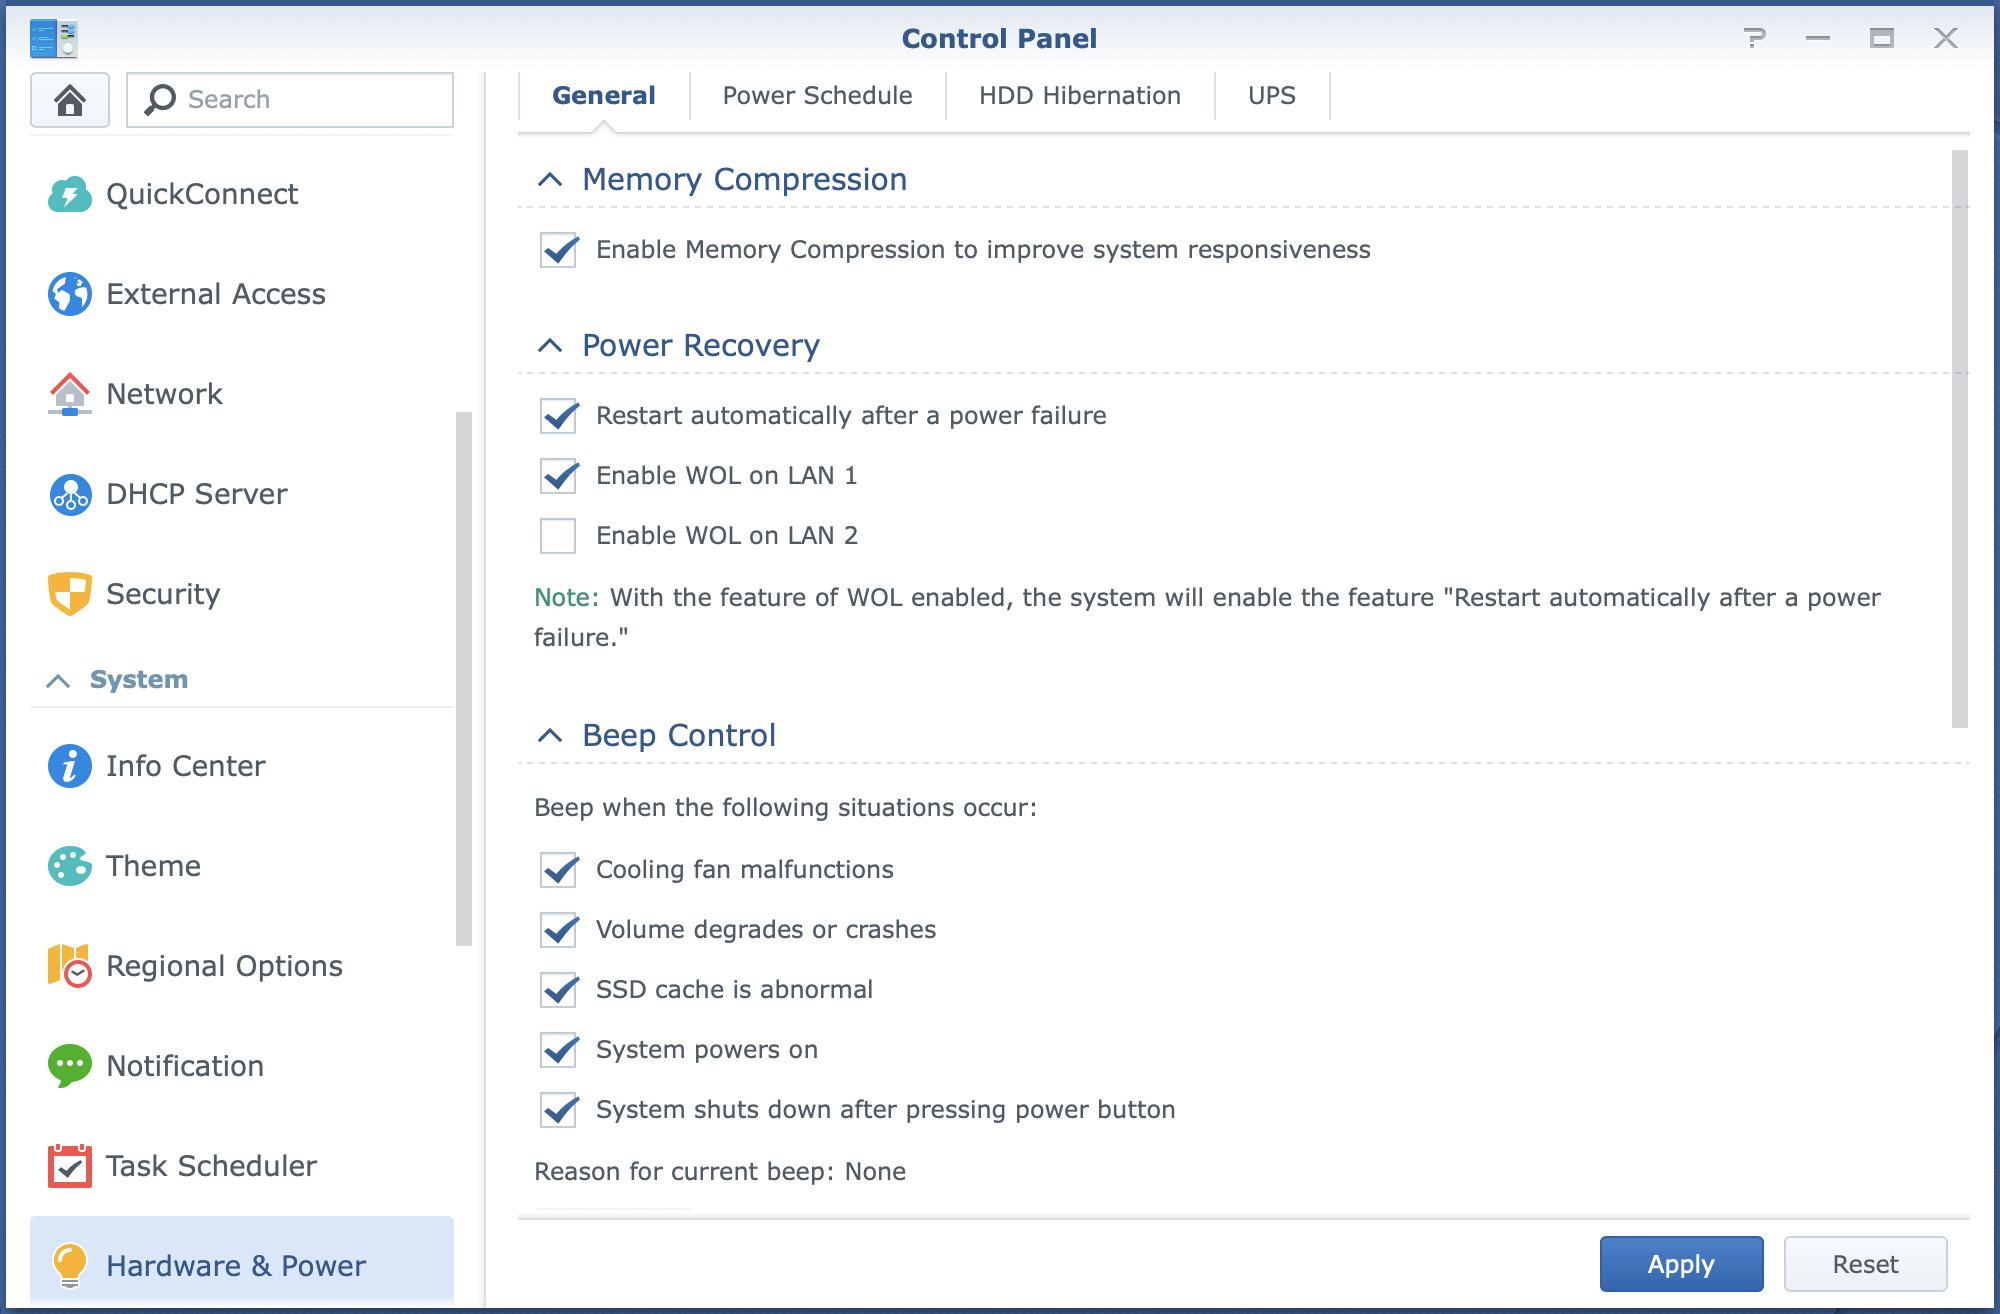 Control Panel
Search
QuickConnect
External Access
Network
DHCP Server
Security
System
Info Center
Theme
Regional Options
Notification
Task Scheduler
Hardware & Power
General
Power Schedule
HDD Hibernation
UPS
Memory Compression
Enable Memory Compression to improve system responsiveness
Power Recovery
Restart automatically after a power failure
Enable WOL on LAN 1
Enable WOL on LAN 2
Note: With the feature of WOL enabled, the system will enable the feature "Restart automatically after a power
failure."
Beep Control
Beep when the following situations occur:
Cooling fan malfunctions
Volume degrades or crashes
SSD cache is abnormal
System powers on
System shuts down after pressing power button
Reason for current beep: None
Apply
Reset